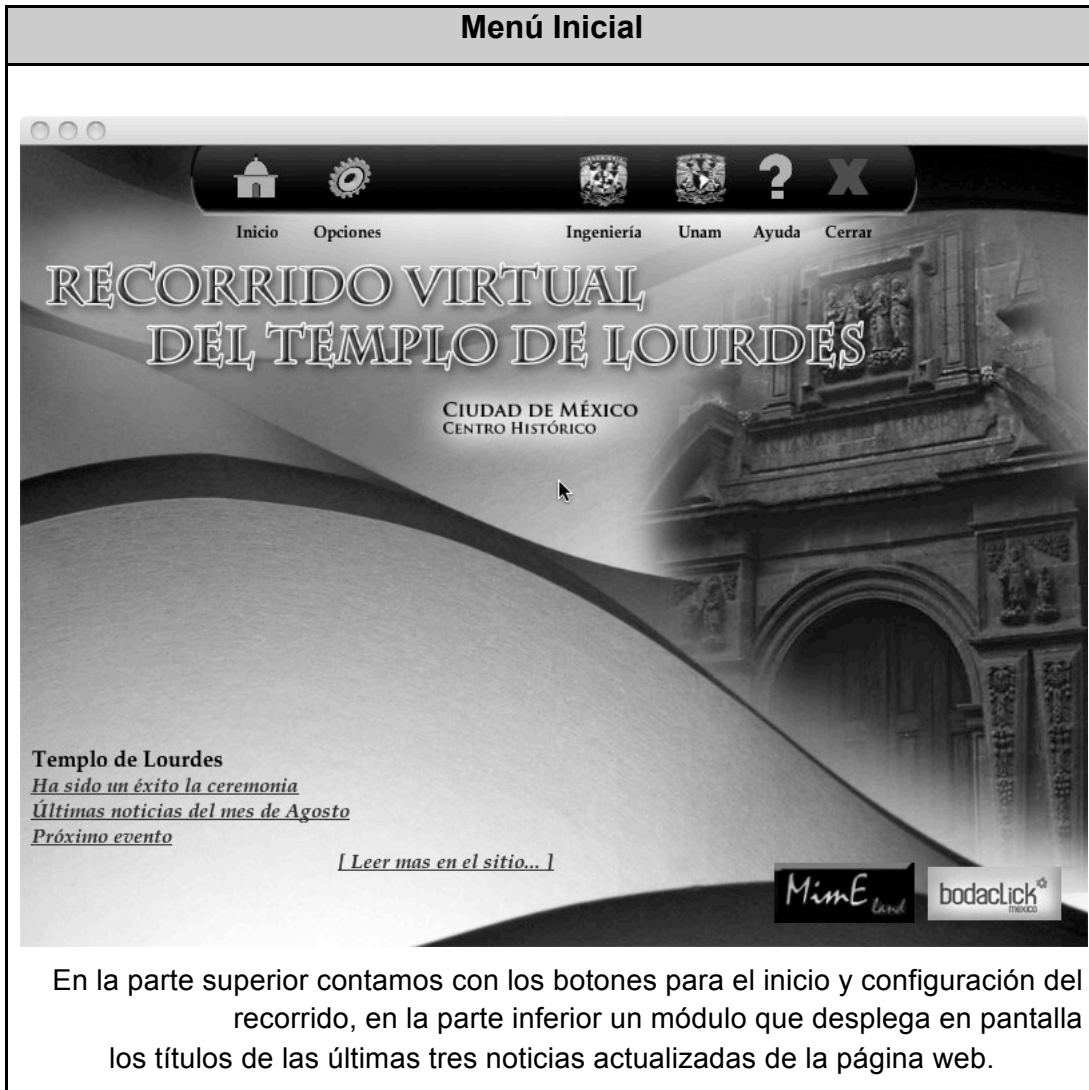 Menú Inicial
Inicio Opciones Ingeniería Unam Ayuda Cerrar
RECORRIDO VIRTUAL
DEL TEMPLO DE LOURDES
CIUDAD DE MÉXICO
CENTRO HISTÓRICO
Templo de Lourdes
Ha sido un éxito la ceremonia
Últimas noticias del mes de Agosto
Próximo evento
[ Leer mas en el sitio... ]
MimE land
bodaclick
mexico
En la parte superior contamos con los botones para el inicio y configuración del
recorrido, en la parte inferior un módulo que desplega en pantalla
los títulos de las últimas tres noticias actualizadas de la página web.